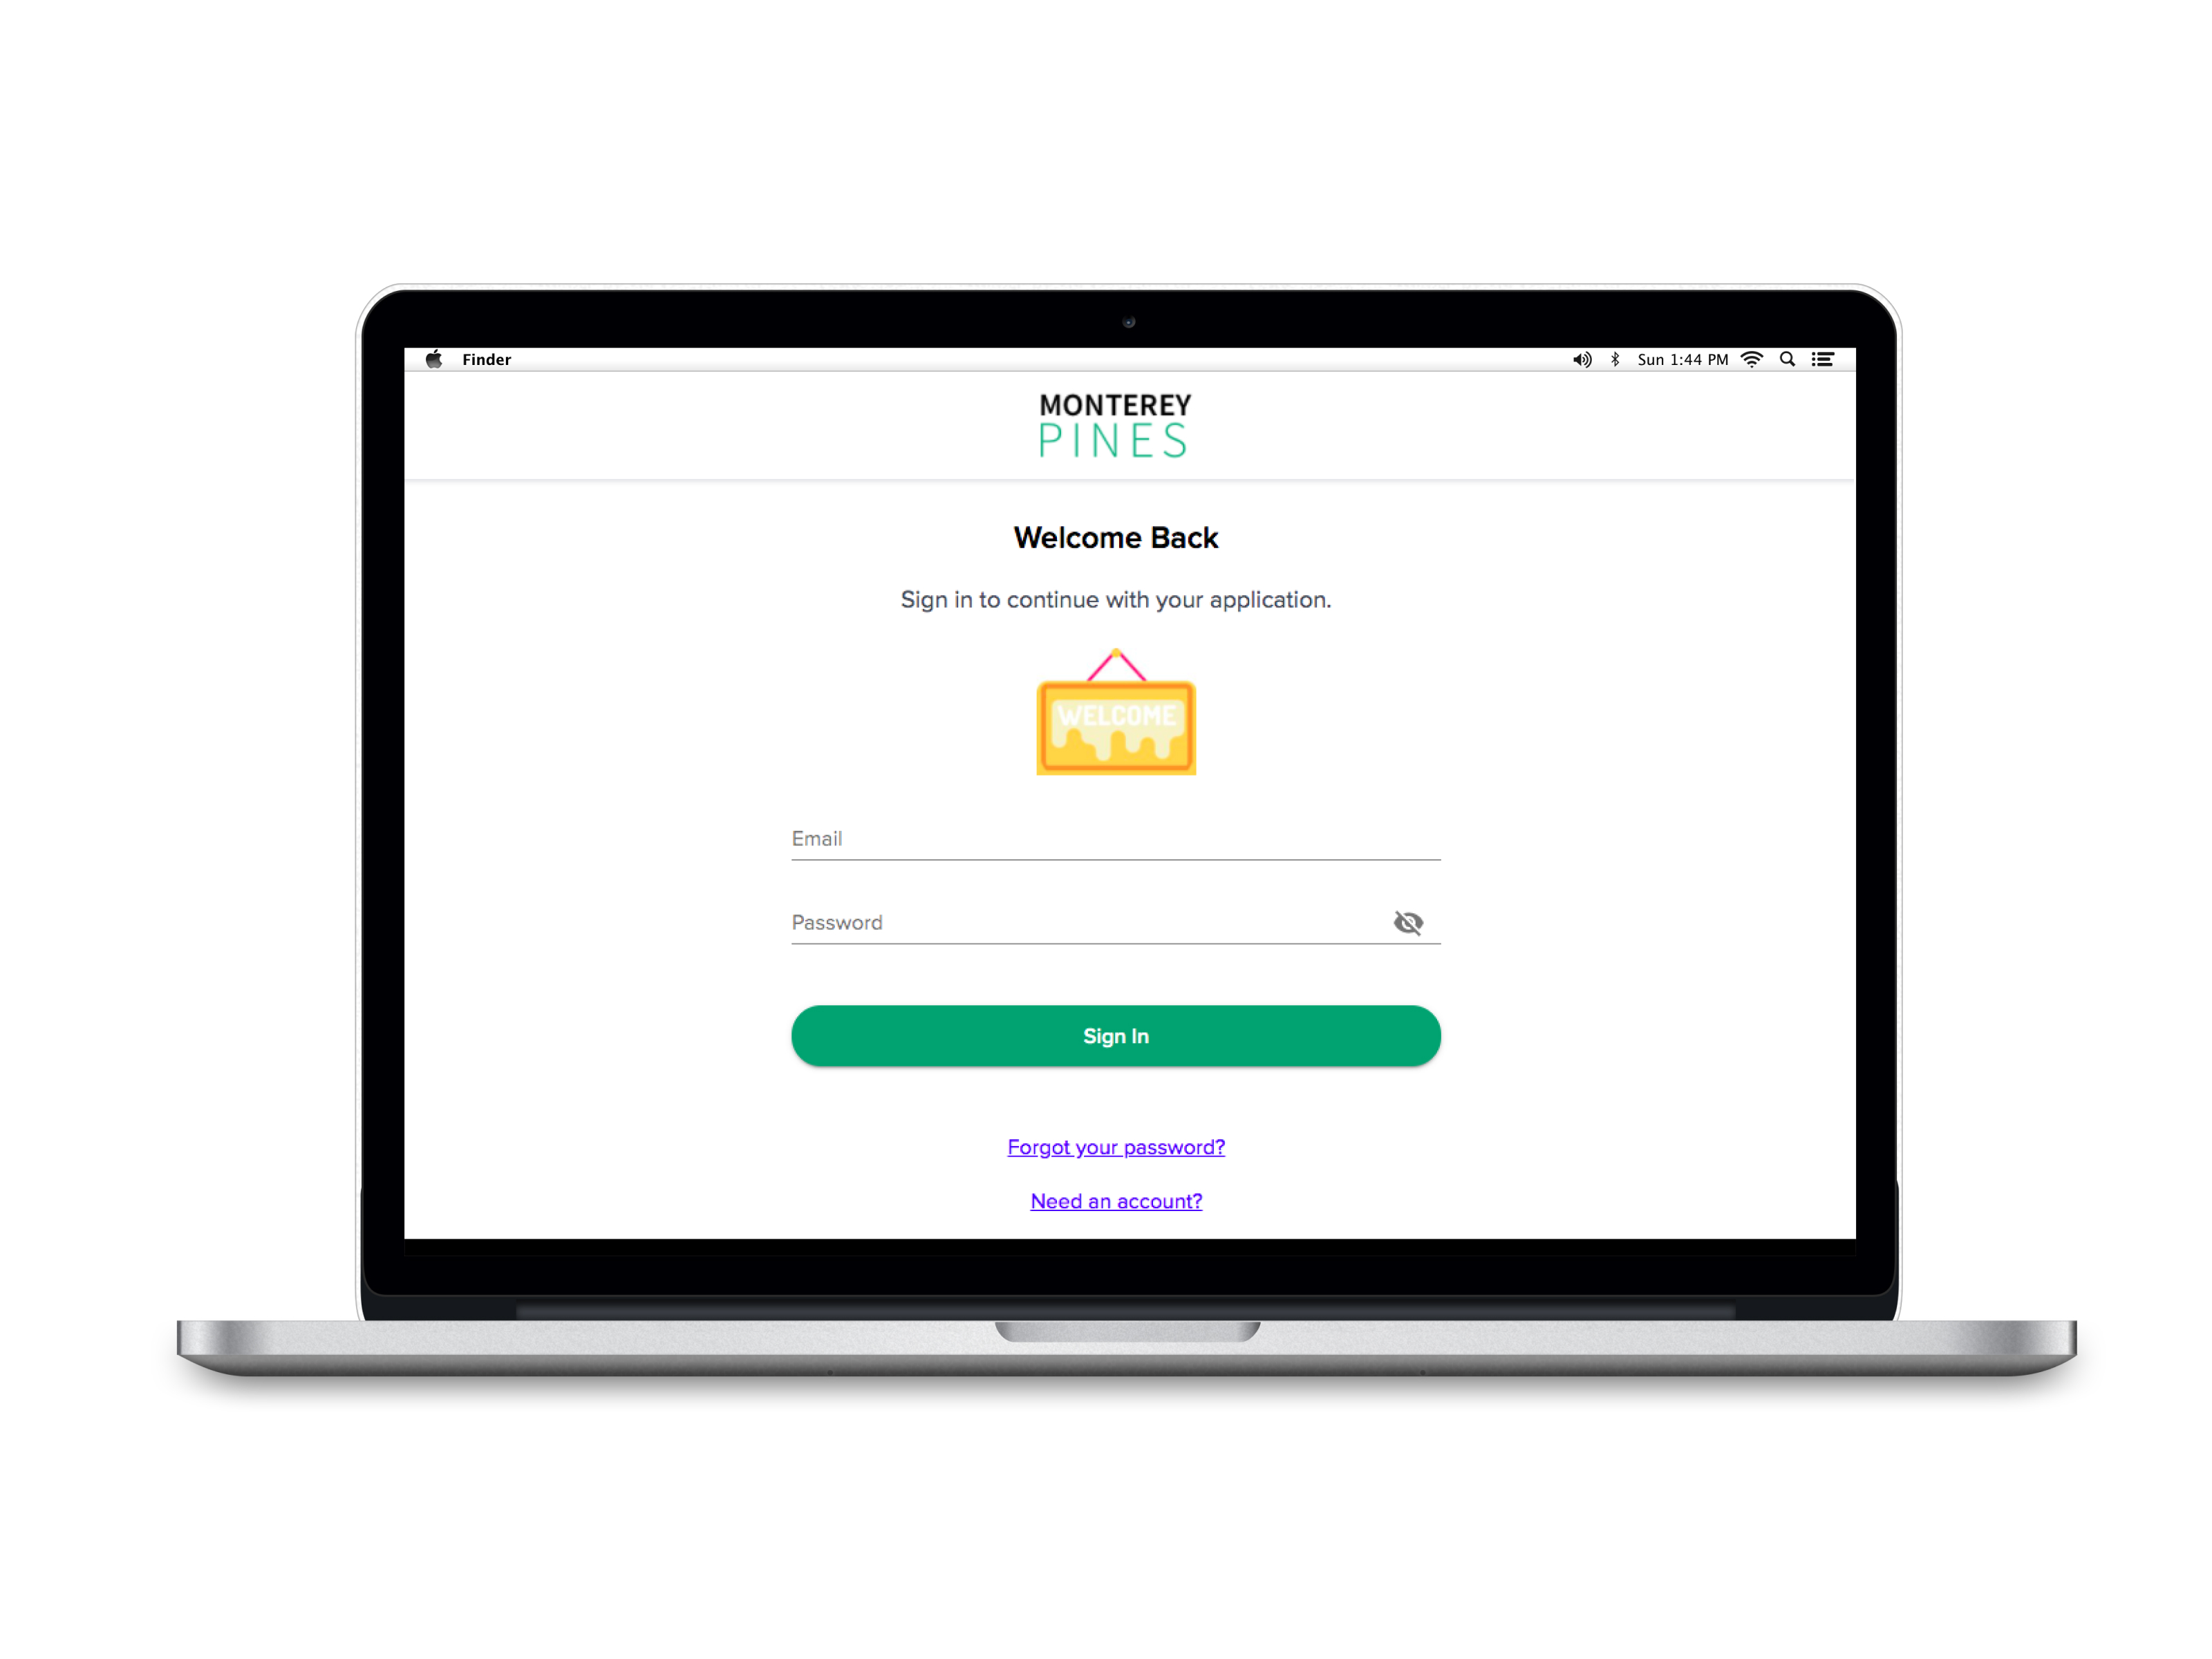 Finder
Sun 1:44 PM
MONTEREY
PINES
Welcome Back
Sign in to continue with your application.
WELCOME
Email
Password
Sign In
Forgot your password?
Need an account?